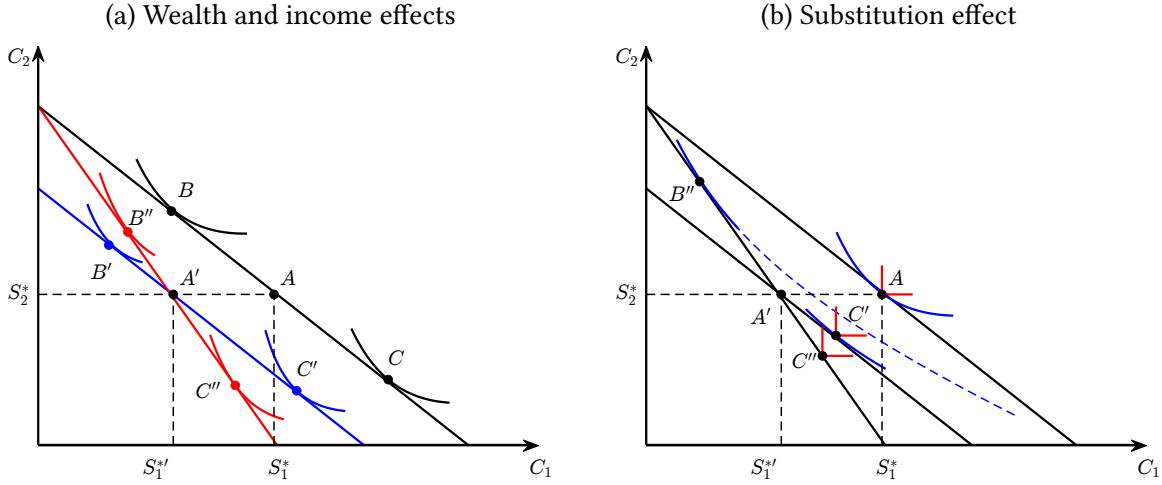 (a) Wealth and income effects
C₂
B
B″
B′
A′
A
S₂*
C
C′
C″
S₁*′
S₁*
C₁
(b) Substitution effect
C₂
B″
A
S₂*
A′
C′
C″
S₁*′
S₁*
C₁